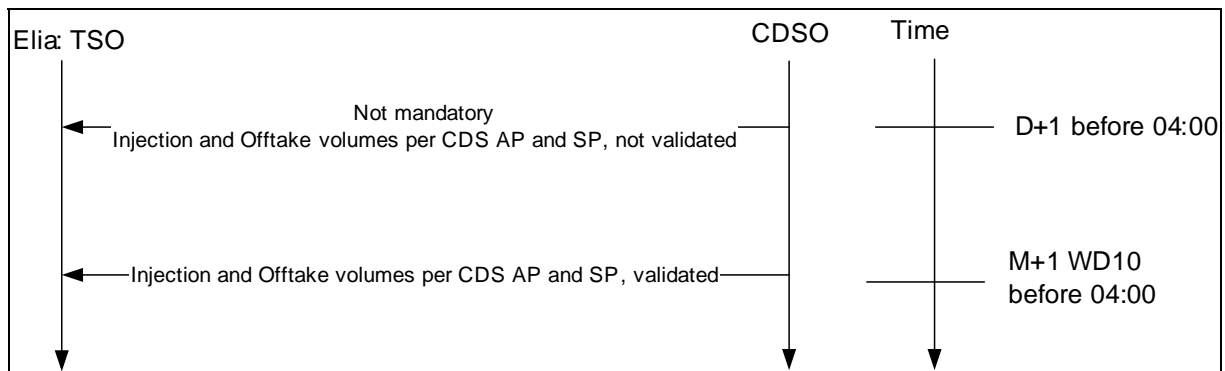 Elia: TSO
CDSO
Time
Not mandatory
Injection and Offtake volumes per CDS AP and SP, not validated
D+1 before 04:00
Injection and Offtake volumes per CDS AP and SP, validated
M+1 WD10
before 04:00